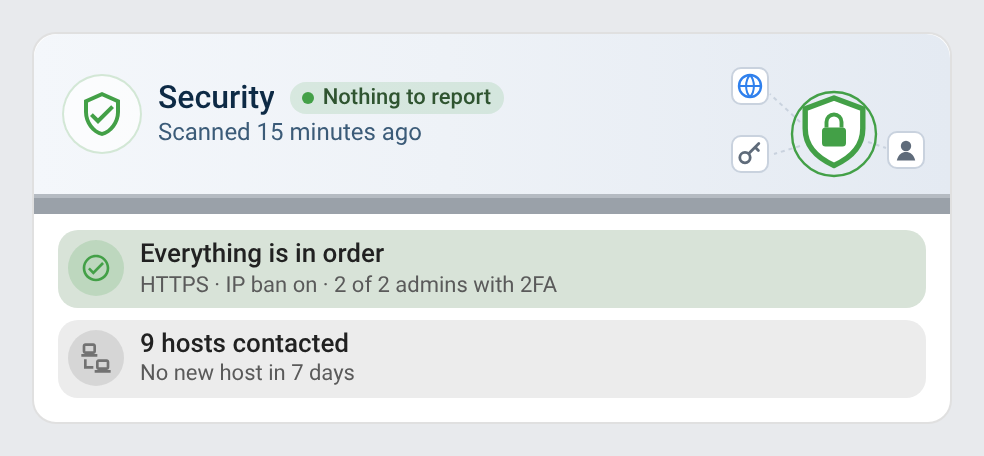 Security
Nothing to report
Scanned 15 minutes ago
Everything is in order
HTTPS · IP ban on · 2 of 2 admins with 2FA
9 hosts contacted
No new host in 7 days